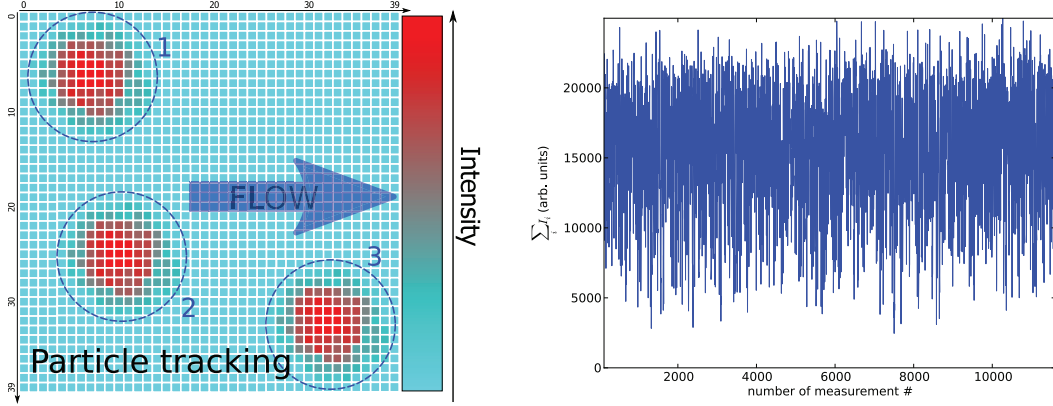 0 10 20 30 39
0
10
20
30
39
1
FLOW
2
3
Particle tracking
Intensity
20000
15000
10000
5000
0
∑ᵢ Jᵢ (arb. units)
2000 4000 6000 8000 10000
number of measurement #